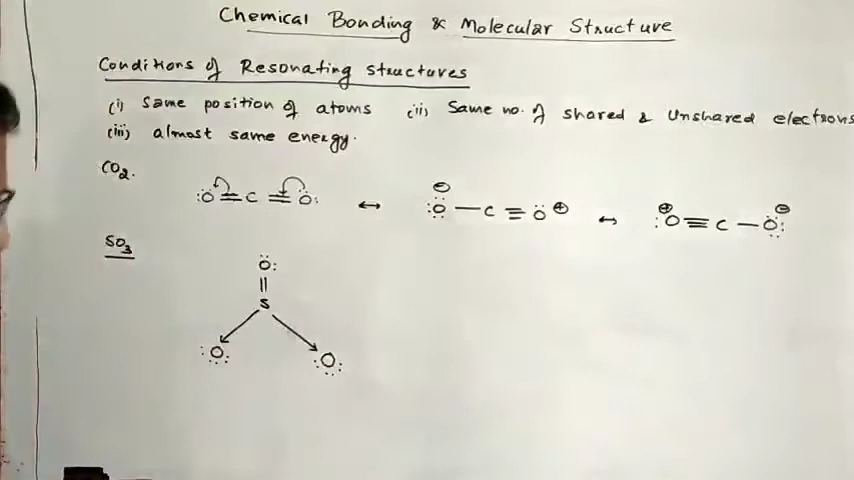 Chemical Bonding & Molecular Structure
Conditions of Resonating structures
(i) Same position of atoms (ii) Same no. of shared & Unshared electrons
(iii) almost same energy.
CO₂.
:Ö=C≡O: ↔ ⊖ :Ö: — C ≡ Ö ⊕ ↔ ⊕ :O≡C—Ö: ⊖
SO₃
Ö:
||
S
:O: :O: